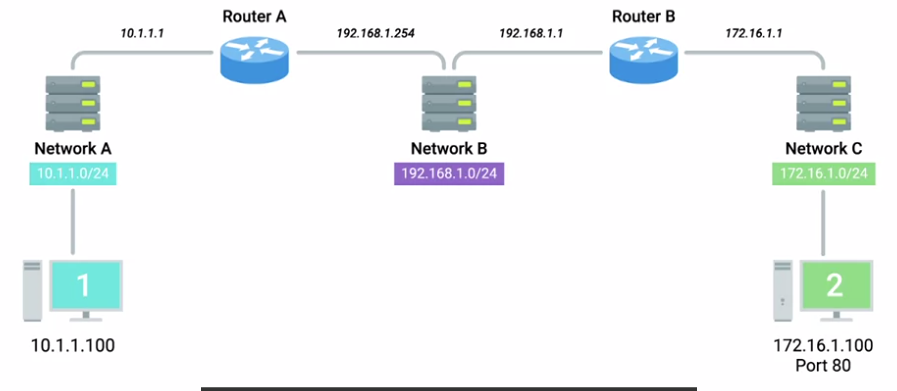 Router A
Router B
10.1.1.1
192.168.1.254
192.168.1.1
172.16.1.1
Network A
Network B
Network C
10.1.1.0/24
192.168.1.0/24
172.16.1.0/24
1
2
10.1.1.100
172.16.1.100
Port 80